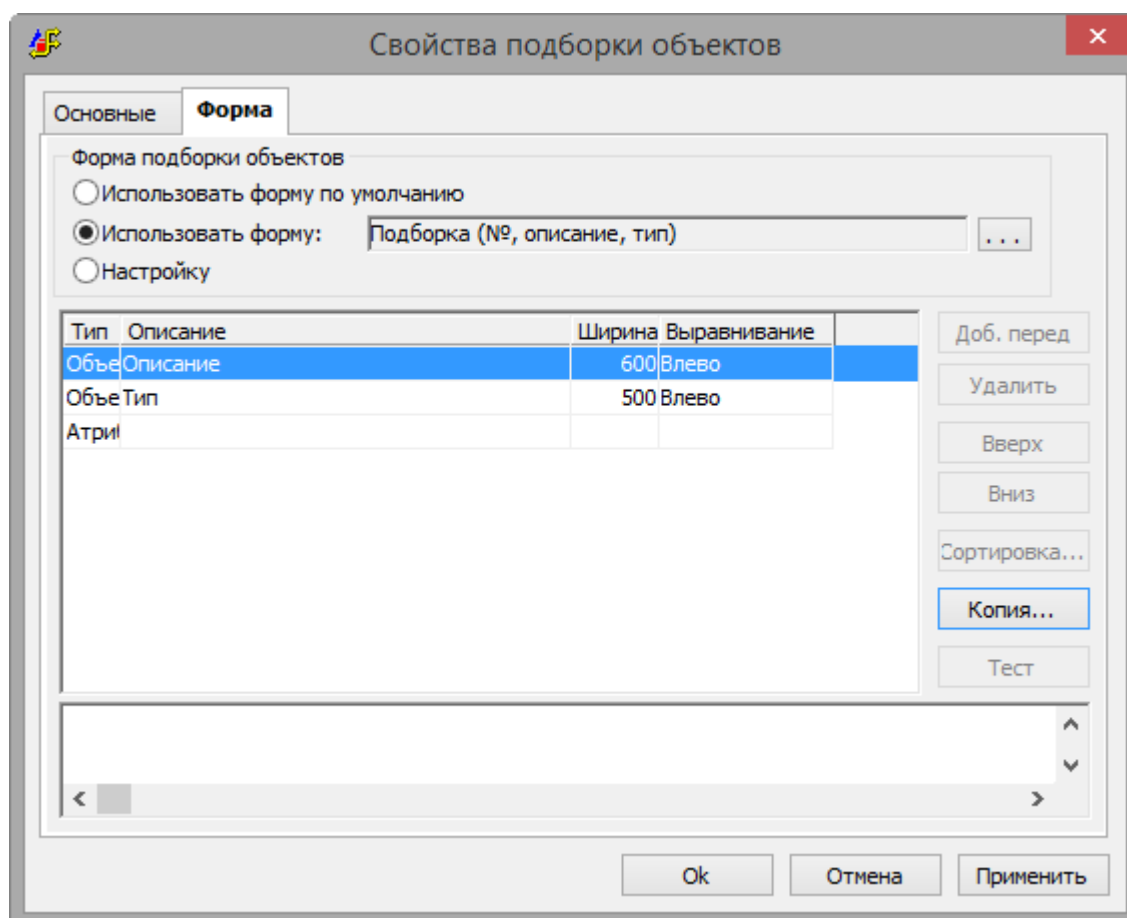 Свойства подборки объектов
Основные Форма
Форма подборки объектов
Использовать форму по умолчанию
Использовать форму: Подборка (№, описание, тип) ...
Настройку
Тип Описание Ширина Выравнивание
Объе Описание 600 Влево
Объе Тип 500 Влево
Атри
Доб. перед
Удалить
Вверх
Вниз
Сортировка...
Копия...
Тест
Ok Отмена Применить